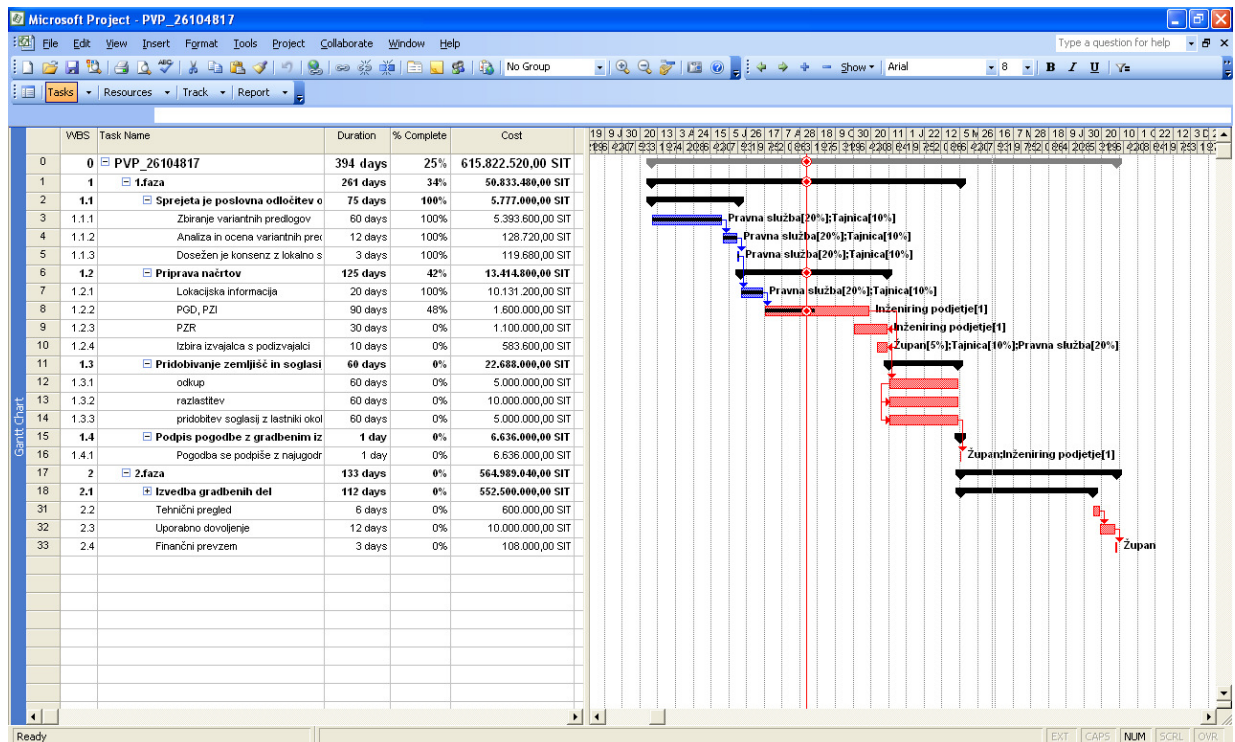 Microsoft Project - PVP_26104817
File Edit View Insert Format Tools Project Collaborate Window Help Type a question for help
No Group Show Arial 8 B I U
Tasks Resources Track Report
WBS Task Name Duration % Complete Cost
0 0 PVP_26104817 394 days 25% 615.822.520,00 SIT
1 1 1.faza 261 days 34% 50.833.480,00 SIT
2 1.1 Sprejeta je poslovna odločitev o 75 days 100% 5.777.000,00 SIT
3 1.1.1 Zbiranje variantnih predlogov 60 days 100% 5.393.600,00 SIT Pravna služba[20%];Tajnica[10%]
4 1.1.2 Analiza in ocena variantnih pred 12 days 100% 128.720,00 SIT Pravna služba[20%];Tajnica[10%]
5 1.1.3 Dosežen je konsenz z lokalno s 3 days 100% 119.680,00 SIT Pravna služba[20%];Tajnica[10%]
6 1.2 Priprava načrtov 125 days 42% 13.414.800,00 SIT
7 1.2.1 Lokacijska informacija 20 days 100% 10.131.200,00 SIT Pravna služba[20%];Tajnica[10%]
8 1.2.2 PGD, PZI 90 days 48% 1.600.000,00 SIT Inženiring podjetje[1]
9 1.2.3 PZR 30 days 0% 1.100.000,00 SIT Inženiring podjetje[1]
10 1.2.4 Izbira izvajalca s podizvajalci 10 days 0% 583.600,00 SIT Župan[5%];Tajnica[10%];Pravna služba[20%]
11 1.3 Pridobivanje zemljišč in soglasi 60 days 0% 22.688.000,00 SIT
12 1.3.1 odkup 60 days 0% 5.000.000,00 SIT
13 1.3.2 razlastitev 60 days 0% 10.000.000,00 SIT
14 1.3.3 pridobitev soglasij z lastniki okol 60 days 0% 5.000.000,00 SIT
15 1.4 Podpis pogodbe z gradbenim iz 1 day 0% 6.636.000,00 SIT
16 1.4.1 Pogodba se podpiše z najugodr 1 day 0% 6.636.000,00 SIT Župan;Inženiring podjetje[1]
17 2 2.faza 133 days 0% 564.989.040,00 SIT
18 2.1 Izvedba gradbenih del 112 days 0% 552.500.000,00 SIT
31 2.2 Tehnični pregled 6 days 0% 600.000,00 SIT
32 2.3 Uporabno dovoljenje 12 days 0% 10.000.000,00 SIT
33 2.4 Finančni prevzem 3 days 0% 108.000,00 SIT Župan
Gantt Chart
Ready EXT CAPS NUM SCRL OVR